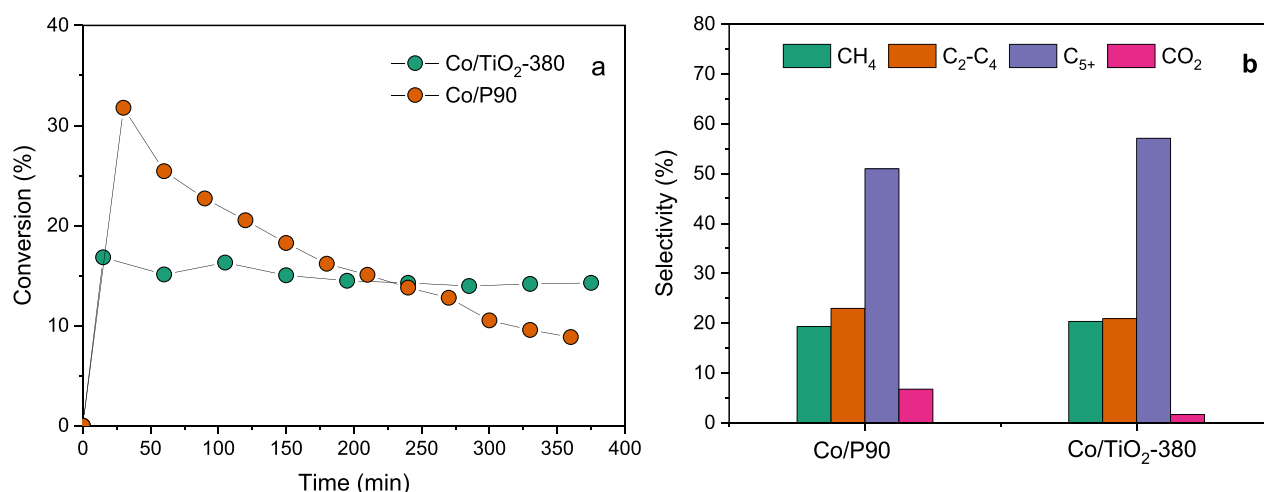 40
30
20
10
0
Conversion (%)
Co/TiO₂-380
Co/P90
a
0 50 100 150 200 250 300 350 400
Time (min)
80
70
60
50
40
30
20
10
0
Selectivity (%)
CH₄ C₂-C₄ C₅₊ CO₂
b
Co/P90 Co/TiO₂-380